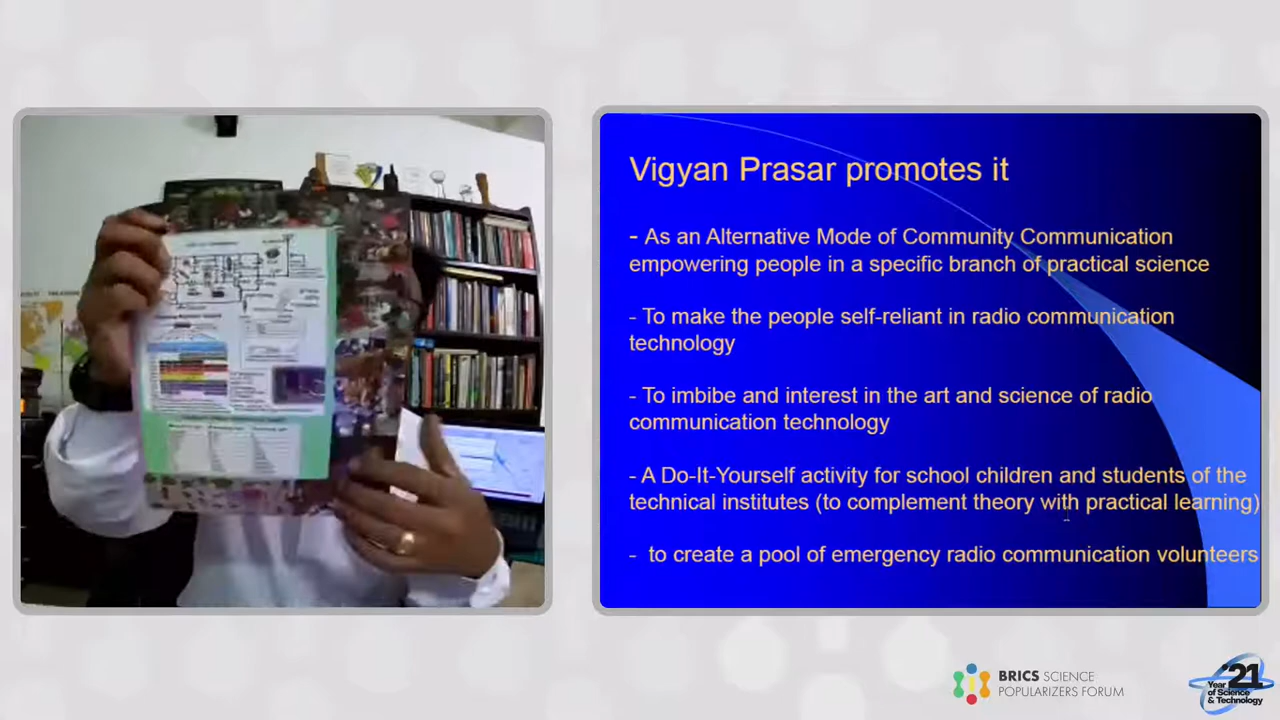 Vigyan Prasar promotes it
- As an Alternative Mode of Community Communication
empowering people in a specific branch of practical science
- To make the people self-reliant in radio communication
technology
- To imbibe and interest in the art and science of radio
communication technology
- A Do-It-Yourself activity for school children and students of the
technical institutes (to complement theory with practical learning)
- to create a pool of emergency radio communication volunteers
BRICS SCIENCE
POPULARIZERS FORUM
'21
Year
of Science
& Technology